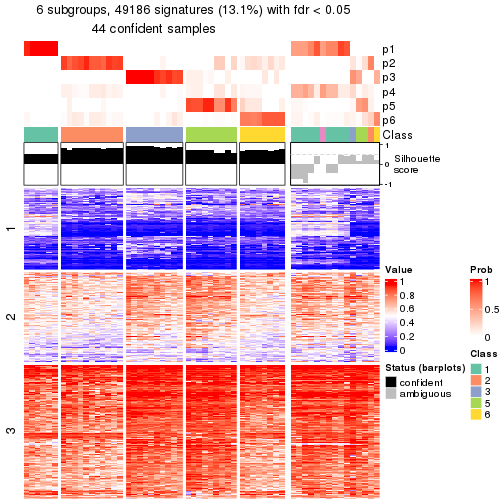 6 subgroups, 49186 signatures (13.1%) with fdr < 0.05
44 confident samples
p1
p2
p3
p4
p5
p6
Class
1
0
-1
Silhouette
score
1
2
3
Value
1
0.8
0.6
0.4
0.2
0
Prob
1
0.5
0
Status (barplots)
confident
ambiguous
Class
1
2
3
5
6